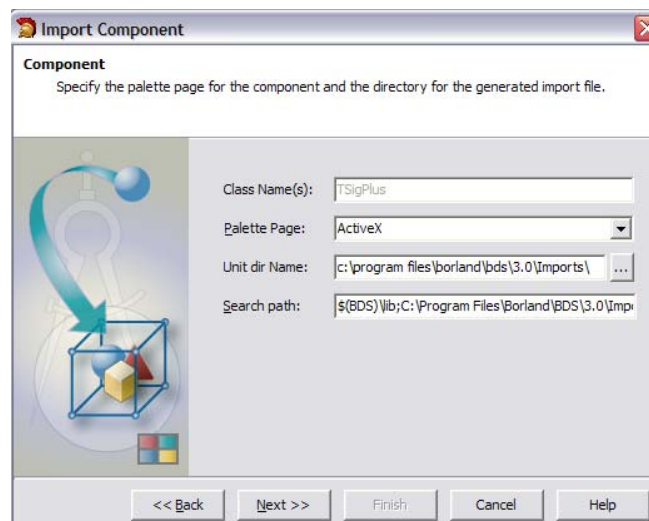 Import Component
Component
Specify the palette page for the component and the directory for the generated import file.
Class Name(s): TSigPlus
Palette Page: ActiveX
Unit dir Name: c:\program files\borland\bds\3.0\Imports\ ...
Search path: $(BDS)\lib;C:\Program Files\Borland\BDS\3.0\Impo
<< Back Next >> Finish Cancel Help